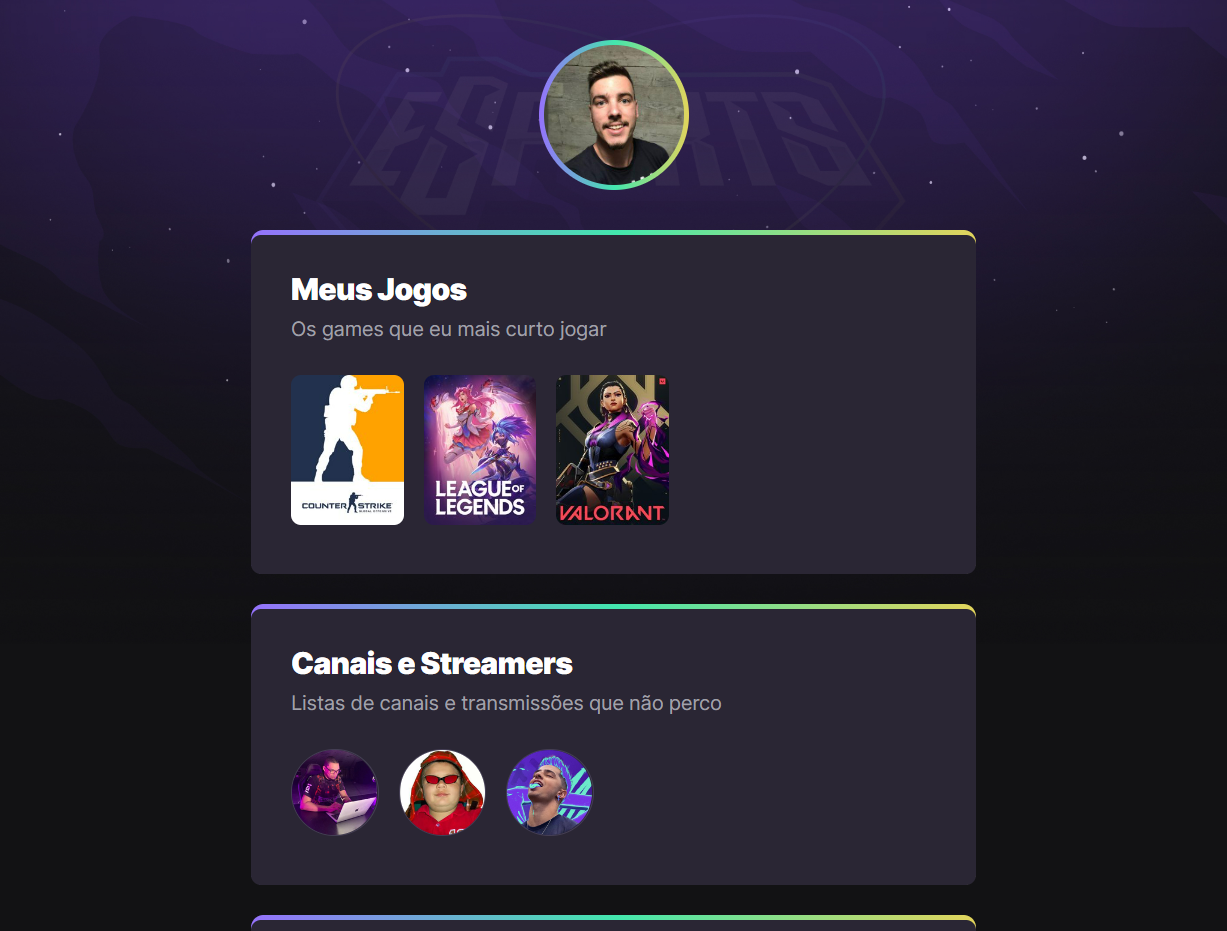 ESPORTS
Meus Jogos
Os games que eu mais curto jogar
COUNTER STRIKE
GLOBAL OFFENSIVE
LEAGUE OF
LEGENDS
VALORANT
Canais e Streamers
Listas de canais e transmissões que não perco